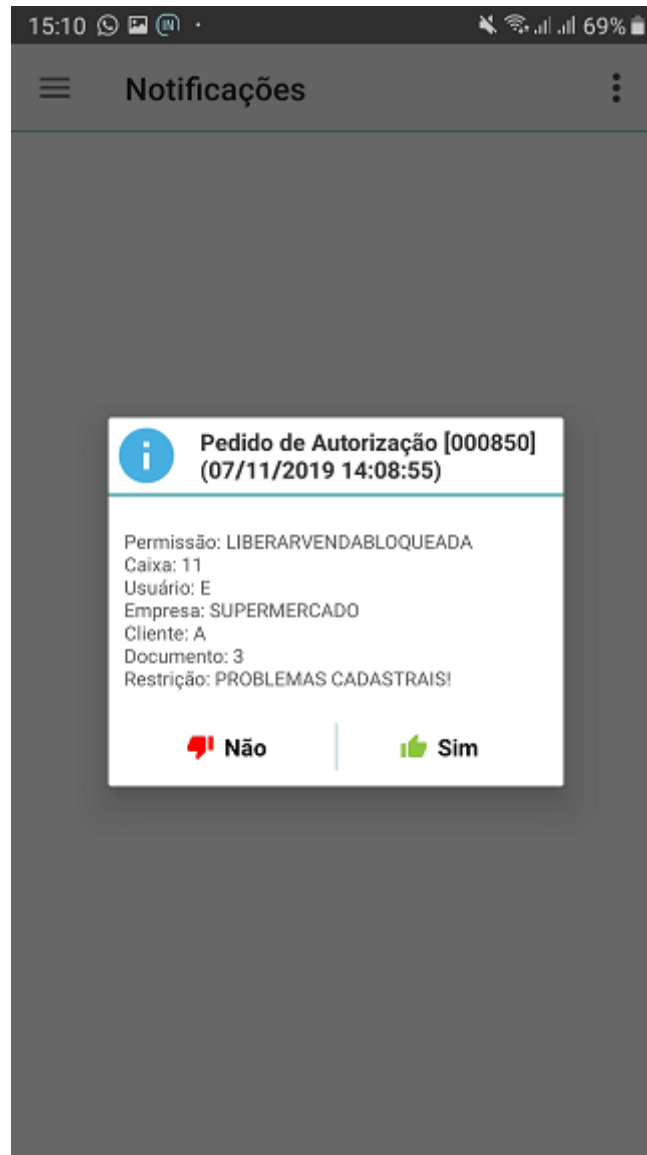 15:10 69%
Notificações
Pedido de Autorização [000850]
(07/11/2019 14:08:55)
Permissão: LIBERARVENDABLOQUEADA
Caixa: 11
Usuário: E
Empresa: SUPERMERCADO
Cliente: A
Documento: 3
Restrição: PROBLEMAS CADASTRAIS!
Não Sim